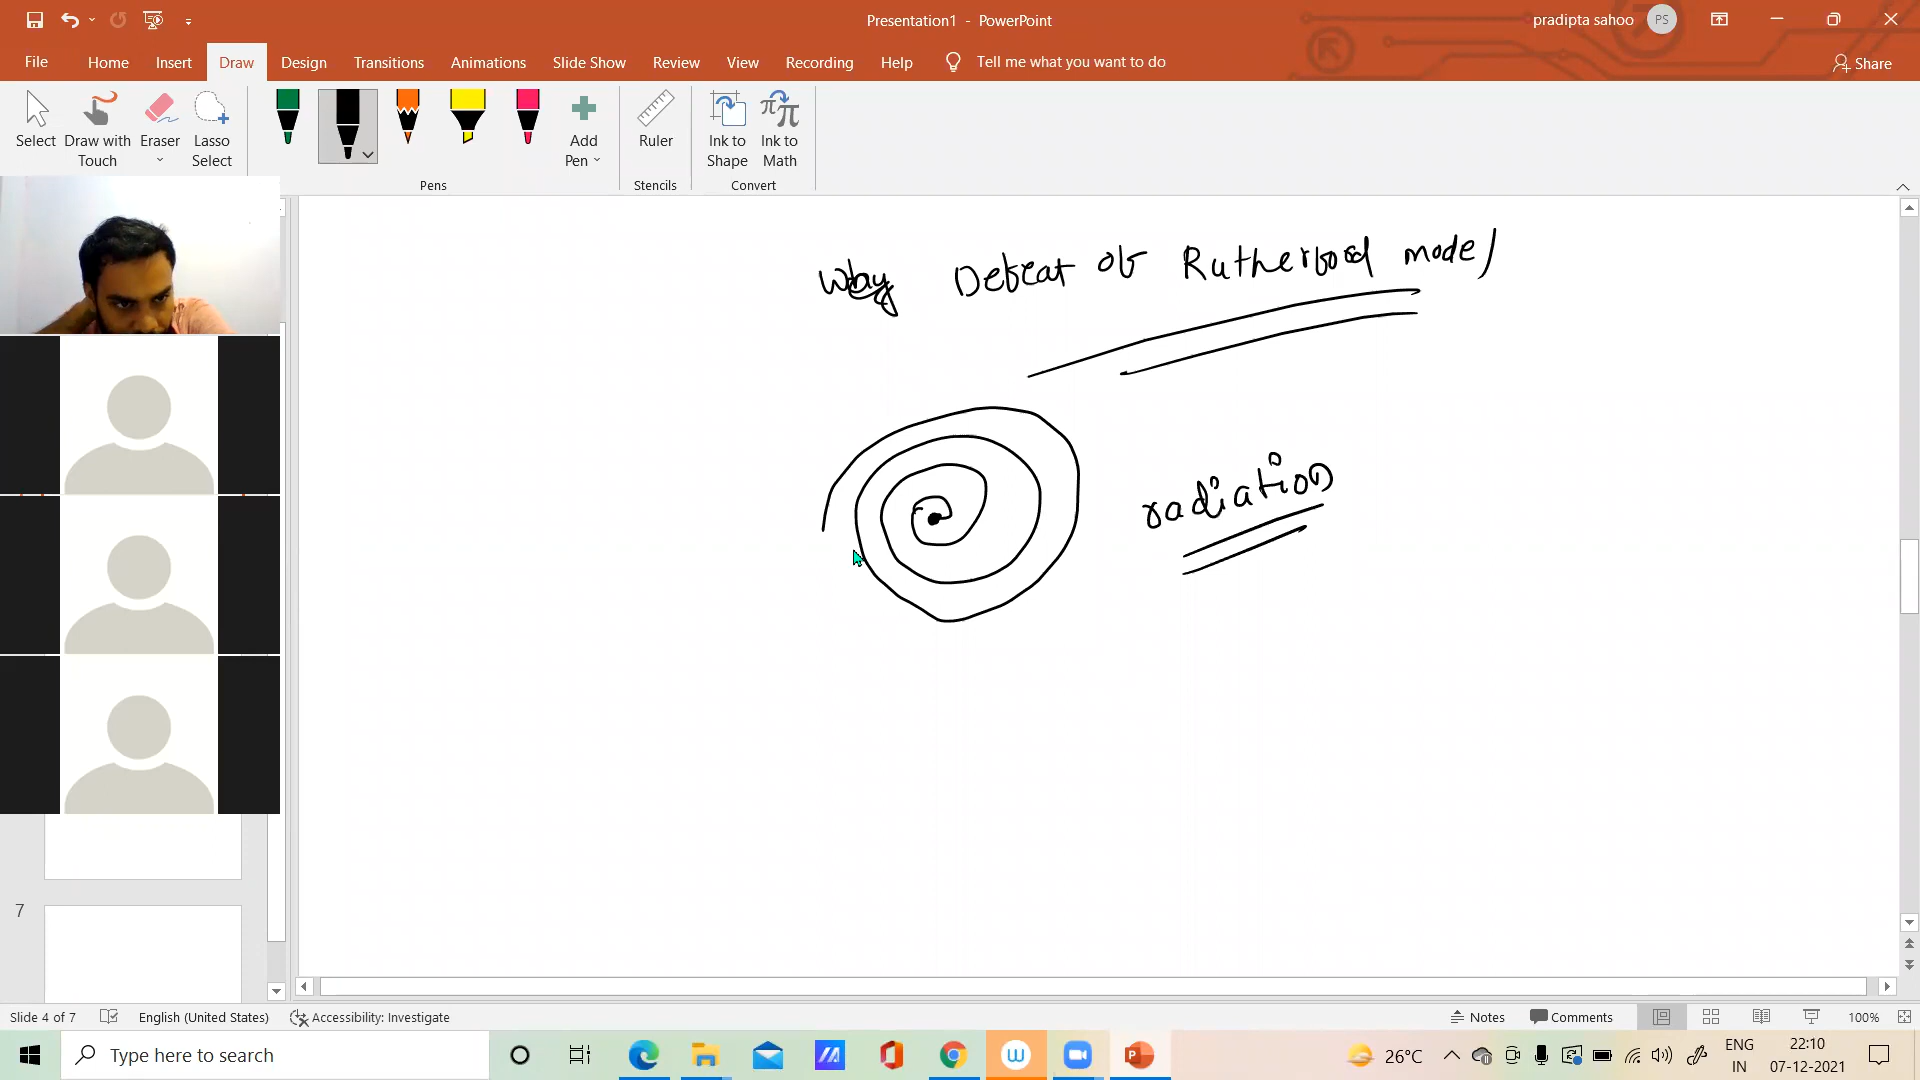 Presentation1 - PowerPoint
pradipta sahoo PS
File Home Insert Draw Design Transitions Animations Slide Show Review View Recording Help Tell me what you want to do
Share
Select
Draw with Touch
Eraser
Lasso Select
Add Pen
Ruler
Ink to Shape
Ink to Math
Pens Stencils Convert
Why Defeat of Rutherford model
radiation
7
Slide 4 of 7 English (United States) Accessibility: Investigate
Notes Comments 100%
Type here to search
26°C
ENG
IN
22:10
07-12-2021